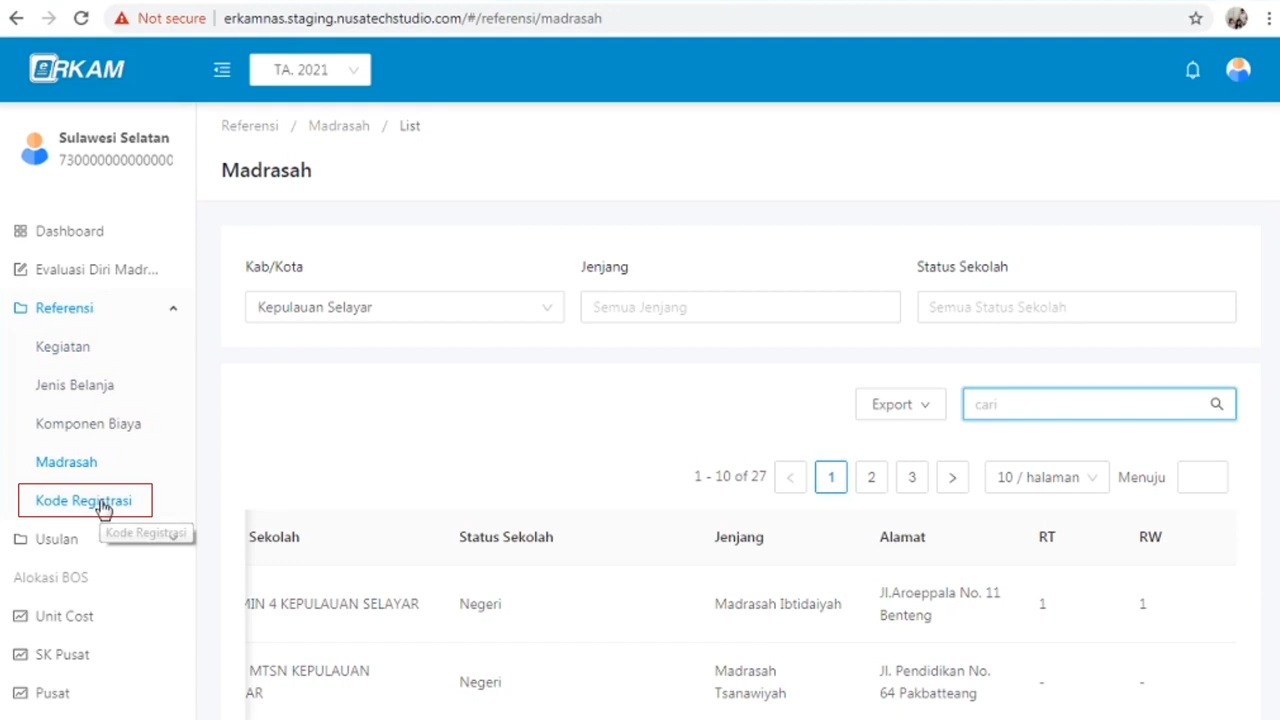 Not secure
erkamnas.staging.nusatechstudio.com/#/referensi/madrasah
eRKAM
TA. 2021
Sulawesi Selatan
730000000000000
Dashboard
Evaluasi Diri Madr...
Referensi
Kegiatan
Jenis Belanja
Komponen Biaya
Madrasah
Kode Registrasi
Kode Registrasi
Usulan
Alokasi BOS
Unit Cost
SK Pusat
Pusat
Referensi / Madrasah / List
Madrasah
Kab/Kota
Jenjang
Status Sekolah
Kepulauan Selayar
Semua Jenjang
Semua Status Sekolah
Export
cari
1 - 10 of 27 < 1 2 3 > 10 / halaman Menuju
Sekolah Status Sekolah Jenjang Alamat RT RW
MIN 4 KEPULAUAN SELAYAR Negeri Madrasah Ibtidaiyah Jl.Aroeppala No. 11 1 1
Benteng
MTSN KEPULAUAN Negeri Madrasah Jl. Pendidikan No. - -
AR Tsanawiyah 64 Pakbatteang